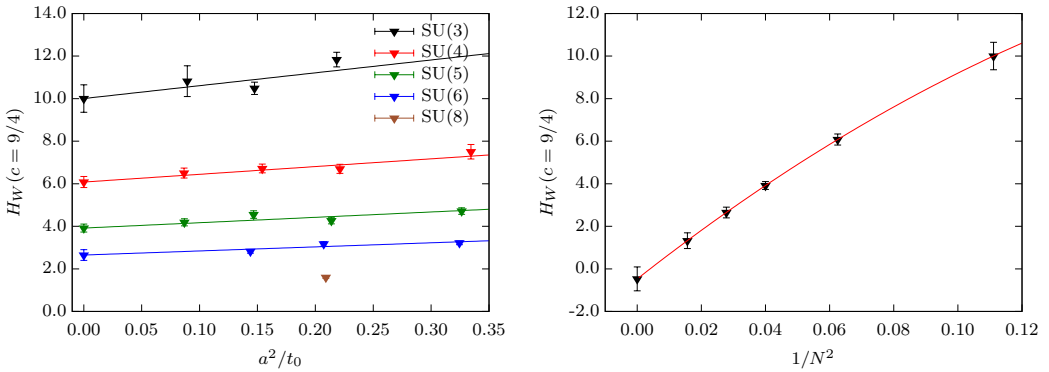 H_W(c = 9/4)
14.0
12.0
10.0
8.0
6.0
4.0
2.0
0.0
0.00 0.05 0.10 0.15 0.20 0.25 0.30 0.35
a²/t₀
SU(3)
SU(4)
SU(5)
SU(6)
SU(8)
H_W(c = 9/4)
12.0
10.0
8.0
6.0
4.0
2.0
0.0
-2.0
0.00 0.02 0.04 0.06 0.08 0.10 0.12
1/N²